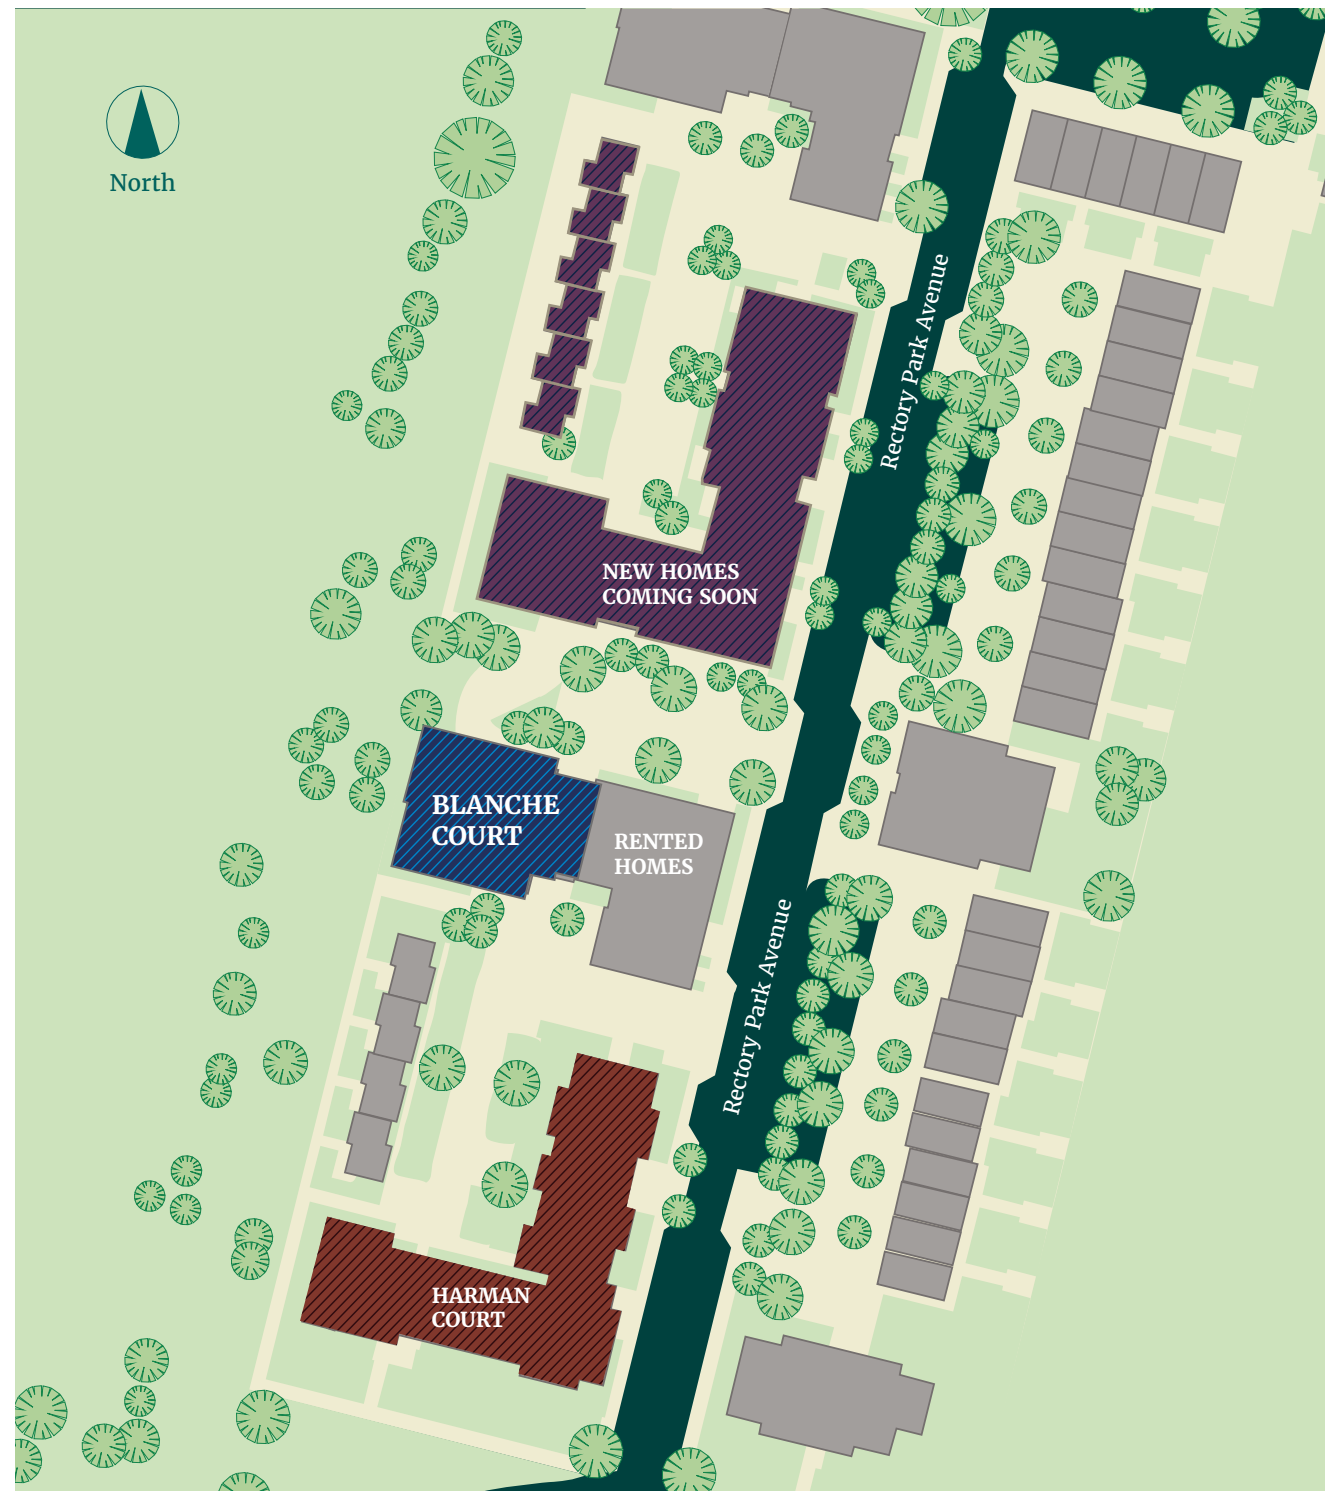 North
Rectory Park Avenue
NEW HOMES
COMING SOON
BLANCHE
COURT
RENTED
HOMES
Rectory Park Avenue
HARMAN
COURT